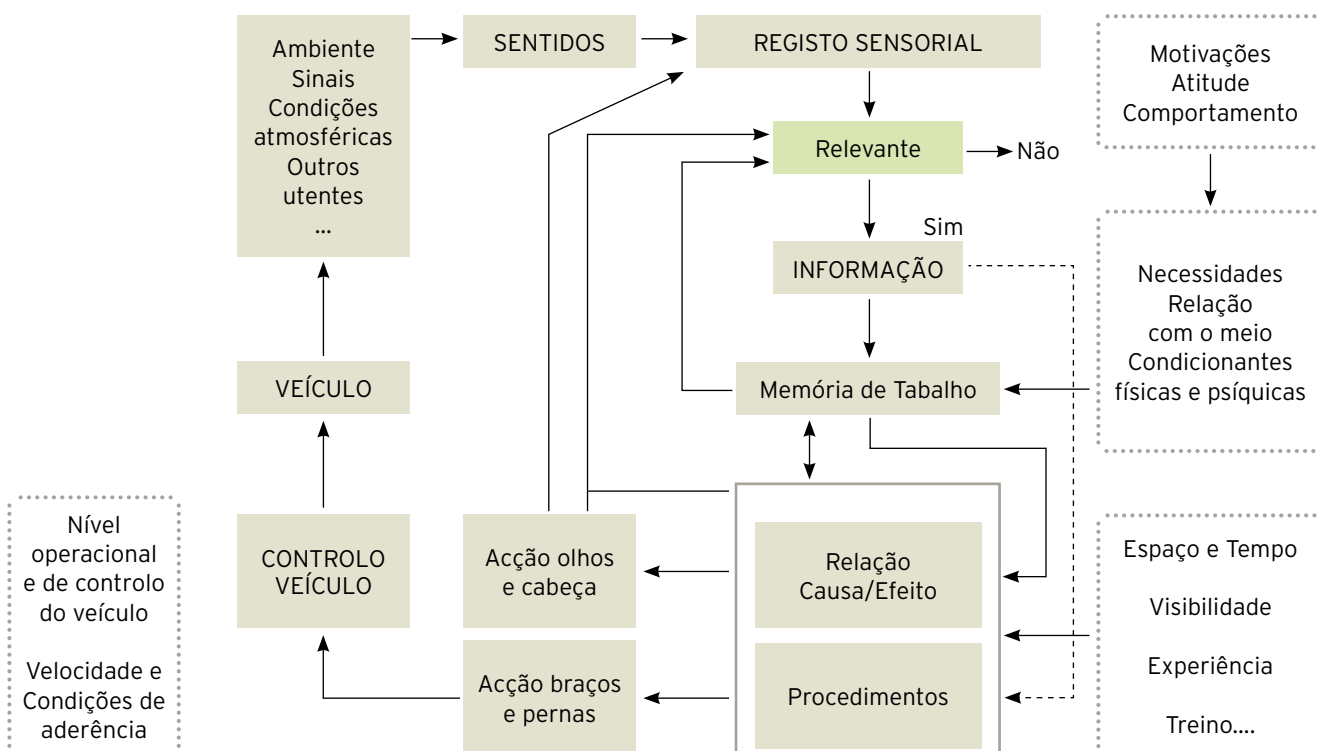 Ambiente
Sinais
Condições
atmosféricas
Outros
utentes
...
SENTIDOS
REGISTO SENSORIAL
Motivações
Atitude
Comportamento
Relevante
Não
Sim
INFORMAÇÃO
Necessidades
Relação
com o meio
Condicionantes
físicas e psíquicas
VEÍCULO
Memória de Tabalho
Nível
operacional
e de controlo
do veículo
Velocidade e
Condições de
aderência
CONTROLO
VEÍCULO
Acção olhos
e cabeça
Relação
Causa/Efeito
Espaço e Tempo
Visibilidade
Experiência
Treino....
Acção braços
e pernas
Procedimentos